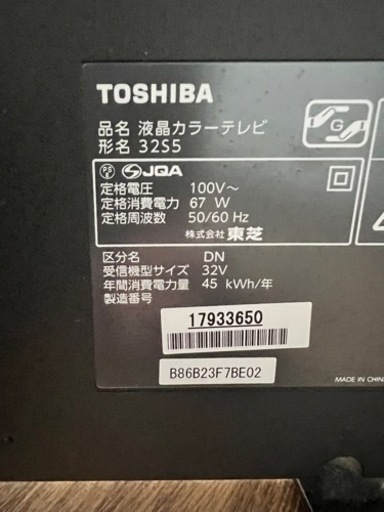 TOSHIBA
品名 液晶カラーテレビ
形名 32S5
G
PS
E
JQA
定格電圧 100V～
定格消費電力 67 W
定格周波数 50/60 Hz
株式会社 東芝
区分名 DN
受信機型サイズ 32V
年間消費電力量 45 kWh/年
製造番号
17933650
B86B23F7BE02
MADE IN CHIN